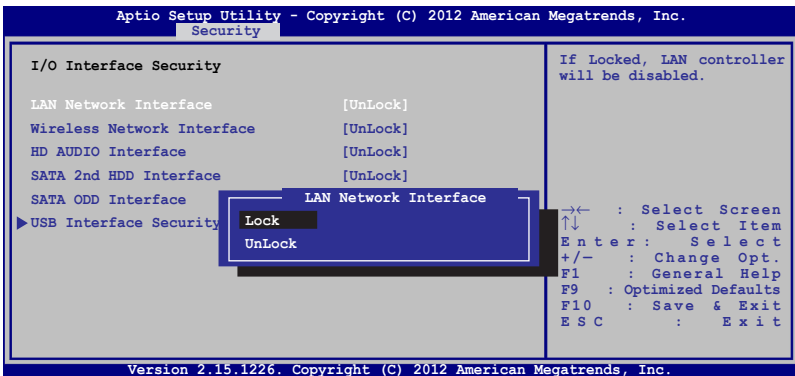 Aptio Setup Utility - Copyright (C) 2012 American Megatrends, Inc.
Security
I/O Interface Security
LAN Network Interface [UnLock]
Wireless Network Interface [UnLock]
HD AUDIO Interface [UnLock]
SATA 2nd HDD Interface [UnLock]
SATA ODD Interface
USB Interface Security
LAN Network Interface
Lock
UnLock
If Locked, LAN controller
will be disabled.
→← : Select Screen
↑↓ : Select Item
Enter: Select
+/— : Change Opt.
F1 : General Help
F9 : Optimized Defaults
F10 : Save & Exit
ESC : Exit
Version 2.15.1226. Copyright (C) 2012 American Megatrends, Inc.